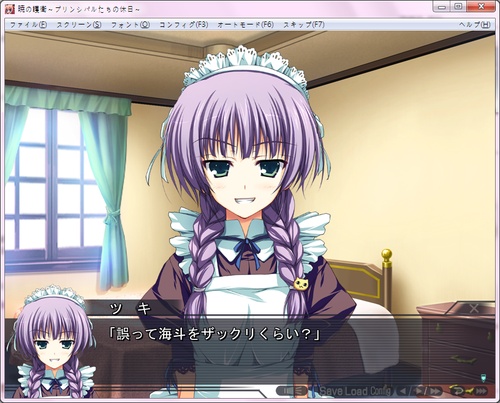 暁の護衛~プリンシパルたちの休日~
ファイル(F) スクリーン(S) フォント(O) コンフィグ(F3) オートモード(F6) スキップ(F7) ヘルプ(H)
ツキ
「誤って海斗をザックリくらい?」
Save Load Config